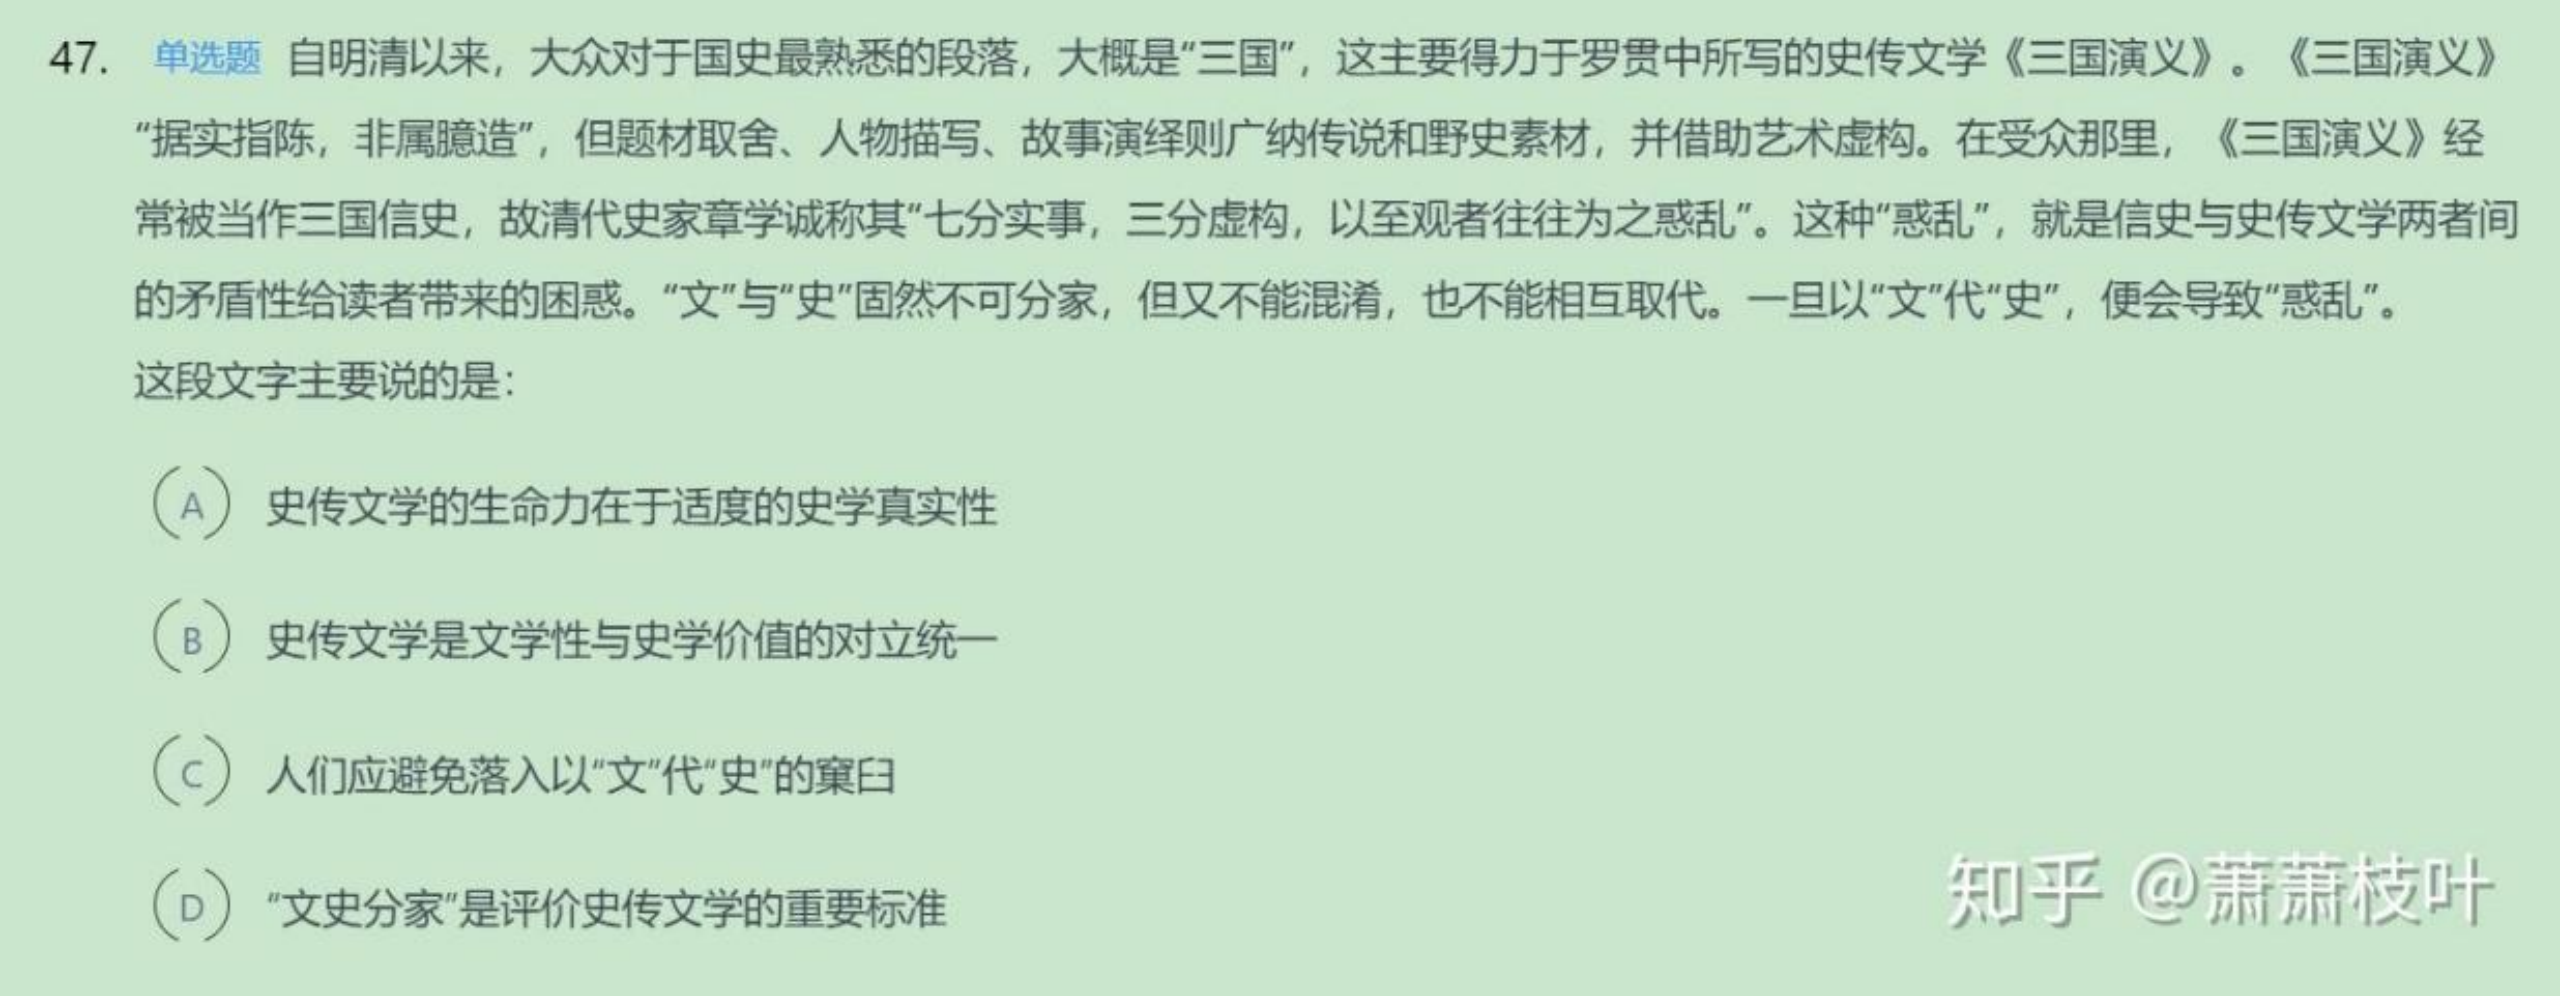 47. 单选题 自明清以来，大众对于国史最熟悉的段落，大概是“三国”，这主要得力于罗贯中所写的史传文学《三国演义》。《三国演义》
“据实指陈，非属臆造”，但题材取舍、人物描写、故事演绎则广纳传说和野史素材，并借助艺术虚构。在受众那里，《三国演义》经
常被当作三国信史，故清代史家章学诚称其“七分实事，三分虚构，以至观者往往为之惑乱”。这种“惑乱”，就是信史与史传文学两者间
的矛盾性给读者带来的困惑。“文”与“史”固然不可分家，但又不能混淆，也不能相互取代。一旦以“文”代“史”，便会导致“惑乱”。
这段文字主要说的是：
A 史传文学的生命力在于适度的史学真实性
B 史传文学是文学性与史学价值的对立统一
C 人们应避免落入以“文”代“史”的窠臼
D “文史分家”是评价史传文学的重要标准
知乎 @萧萧枝叶